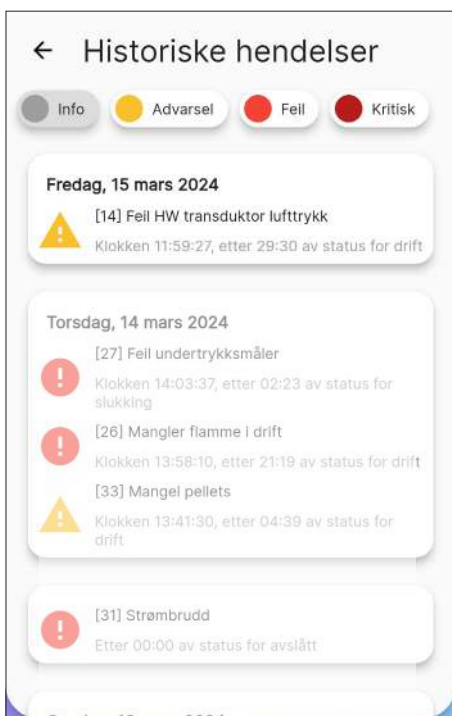 Historiske hendelser
Info
Advarsel
Feil
Kritisk
Fredag, 15 mars 2024
[14] Feil HW transduktor lufttrykk
Klokken 11:59:27, etter 29:30 av status for drift
Torsdag, 14 mars 2024
[27] Feil undertrykksmåler
Klokken 14:03:37, etter 02:23 av status for
slukking
[26] Mangler flamme i drift
Klokken 13:58:10, etter 21:19 av status for drift
[33] Mangel pellets
Klokken 13:41:30, etter 04:39 av status for
drift
[31] Strømbrudd
Etter 00:00 av status for avslått